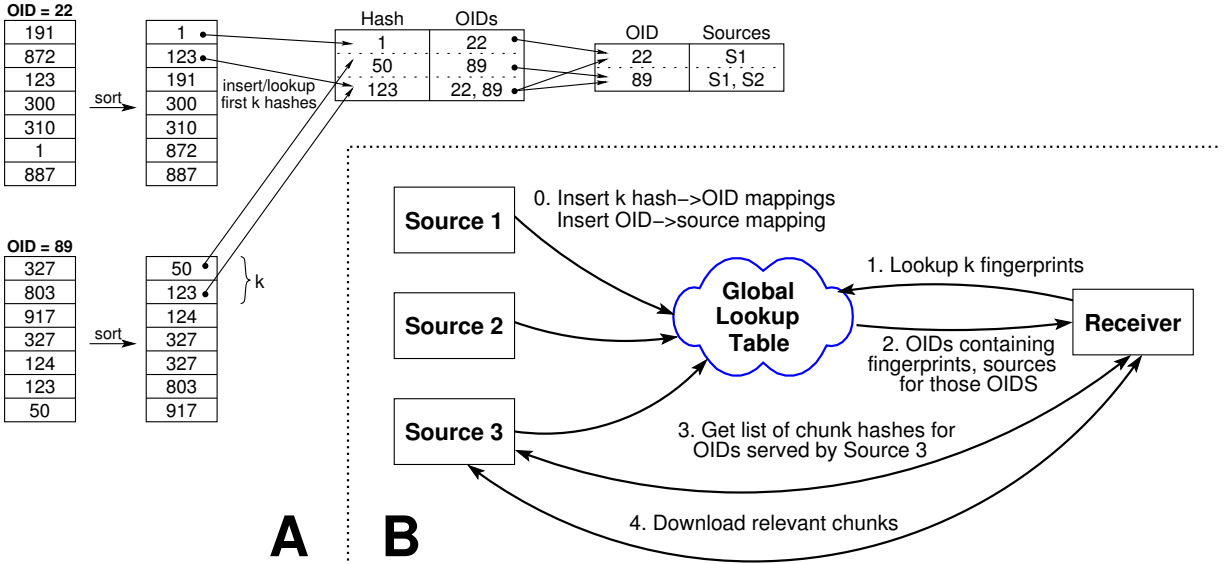 OID = 22
191
872
123
300
310
1
887
sort
1
123
191
300
310
872
887
insert/lookup
first k hashes
Hash OIDs
1 22
50 89
123 22, 89
OID Sources
22 S1
89 S1, S2
OID = 89
327
803
917
327
124
123
50
sort
50
123
124
327
327
803
917
k
A
0. Insert k hash−>OID mappings
Insert OID−>source mapping
Source 1
Source 2
Source 3
Global
Lookup
Table
1. Lookup k fingerprints
Receiver
2. OIDs containing
fingerprints, sources
for those OIDS
3. Get list of chunk hashes for
OIDs served by Source 3
4. Download relevant chunks
B